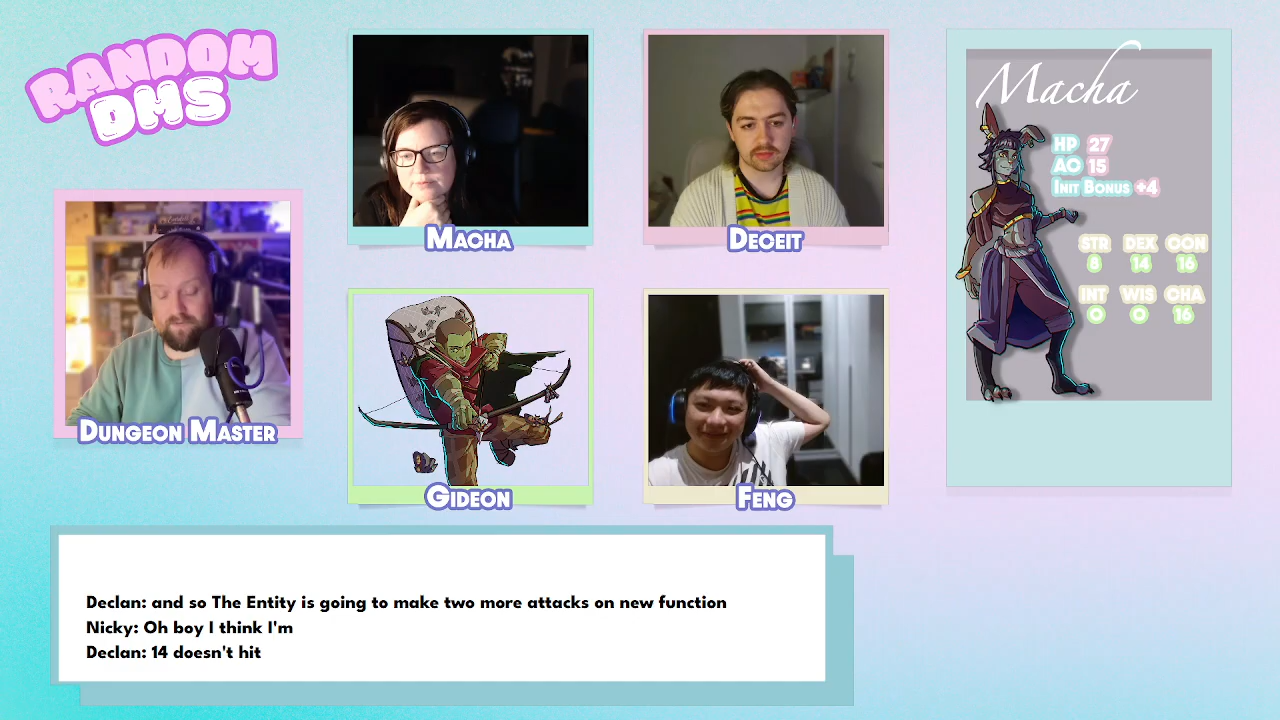 RANDOM
DMS
Dungeon Master
Macha
Deceit
Gideon
Feng
Macha
HP 27
AC 15
Init Bonus +4
STR DEX CON
8 14 16
INT WIS CHA
0 0 16
Declan: and so The Entity is going to make two more attacks on new function
Nicky: Oh boy I think I'm
Declan: 14 doesn't hit